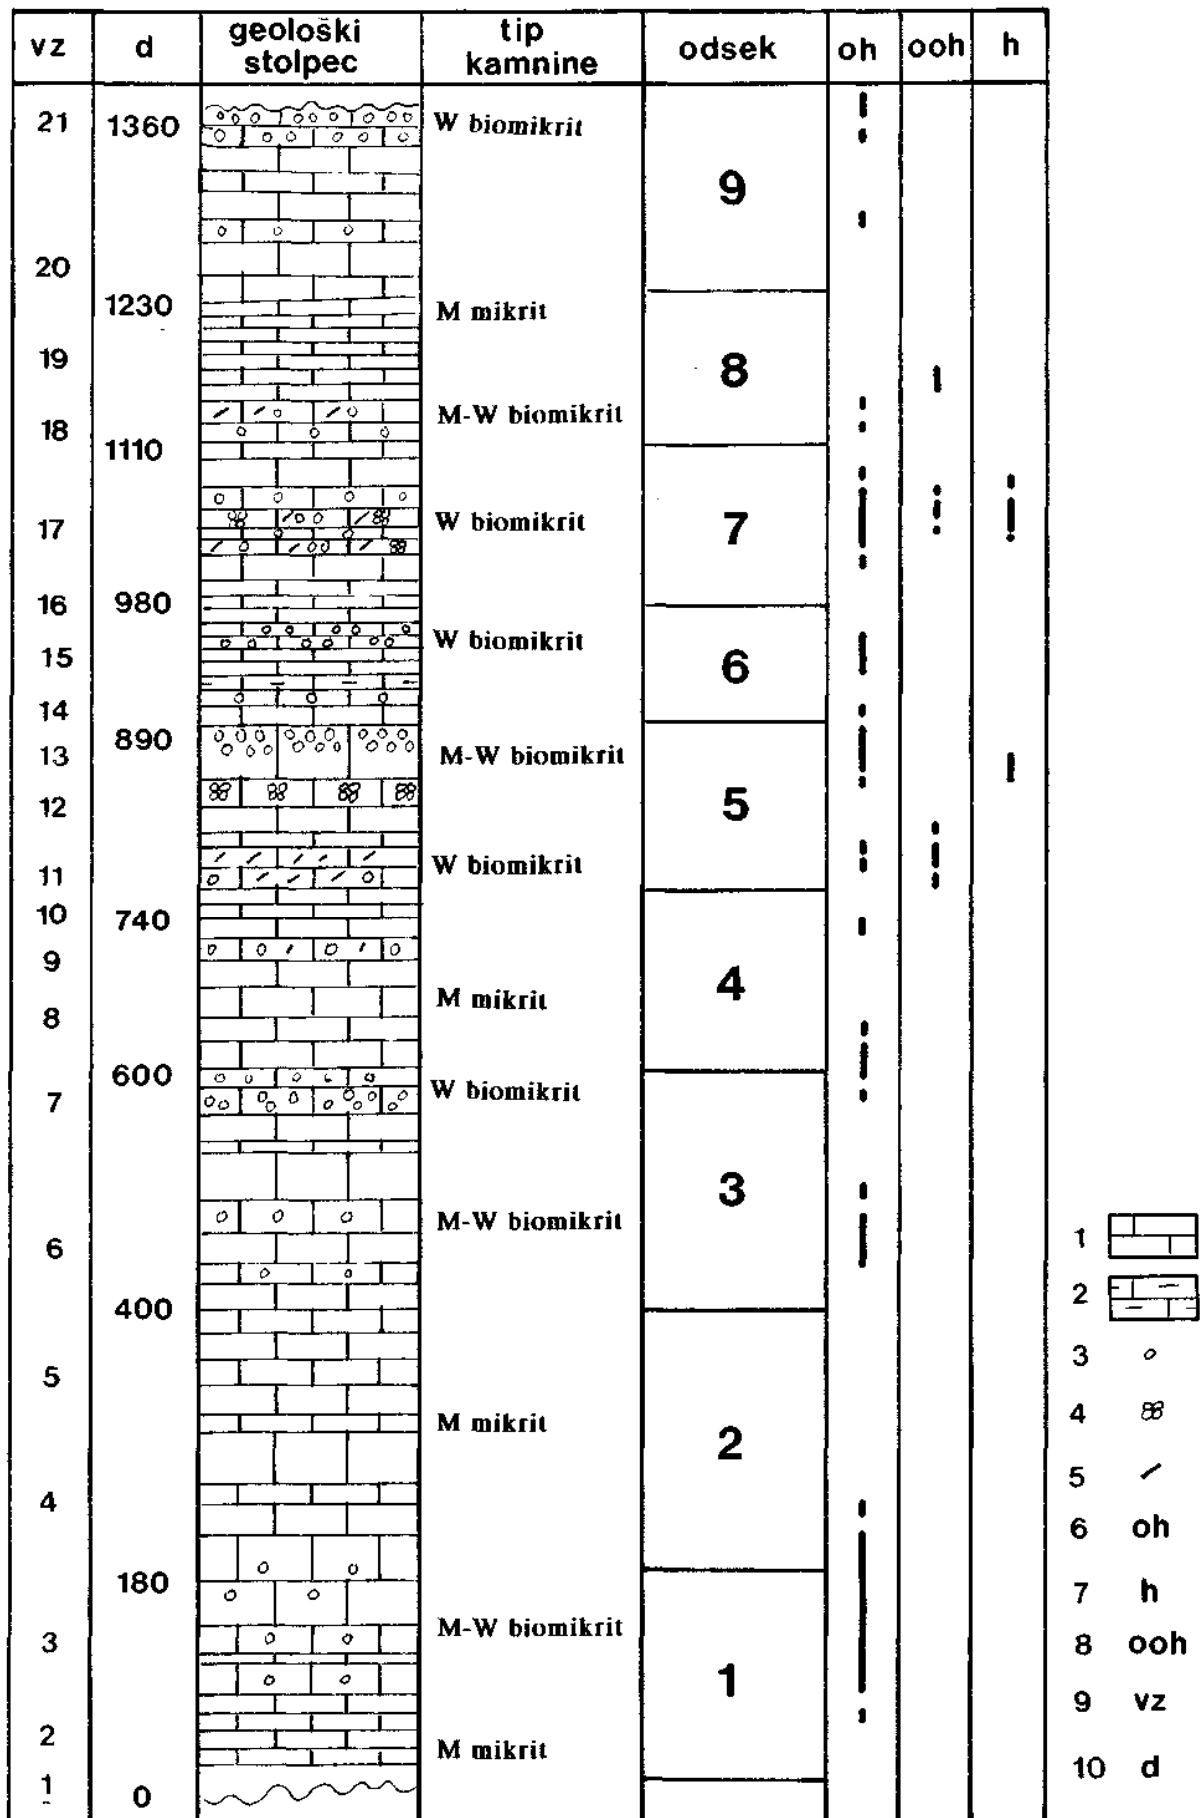 vz d geološki stolpec tip kamnine odsek oh ooh h
21 1360 W biomikrit
9
20
1230 M mikrit
19 8
M-W biomikrit
18
1110
17 W biomikrit 7
16 980
W biomikrit
15 6
14
890
13 M-W biomikrit
12 5
11 W biomikrit
10 740
9
4
8 M mikrit
600
7 W biomikrit
3
6 M-W biomikrit
400
5
M mikrit 2
4
180
3 M-W biomikrit
1
2 M mikrit
1 0
1
2
3
4
5
6 oh
7 h
8 ooh
9 vz
10 d